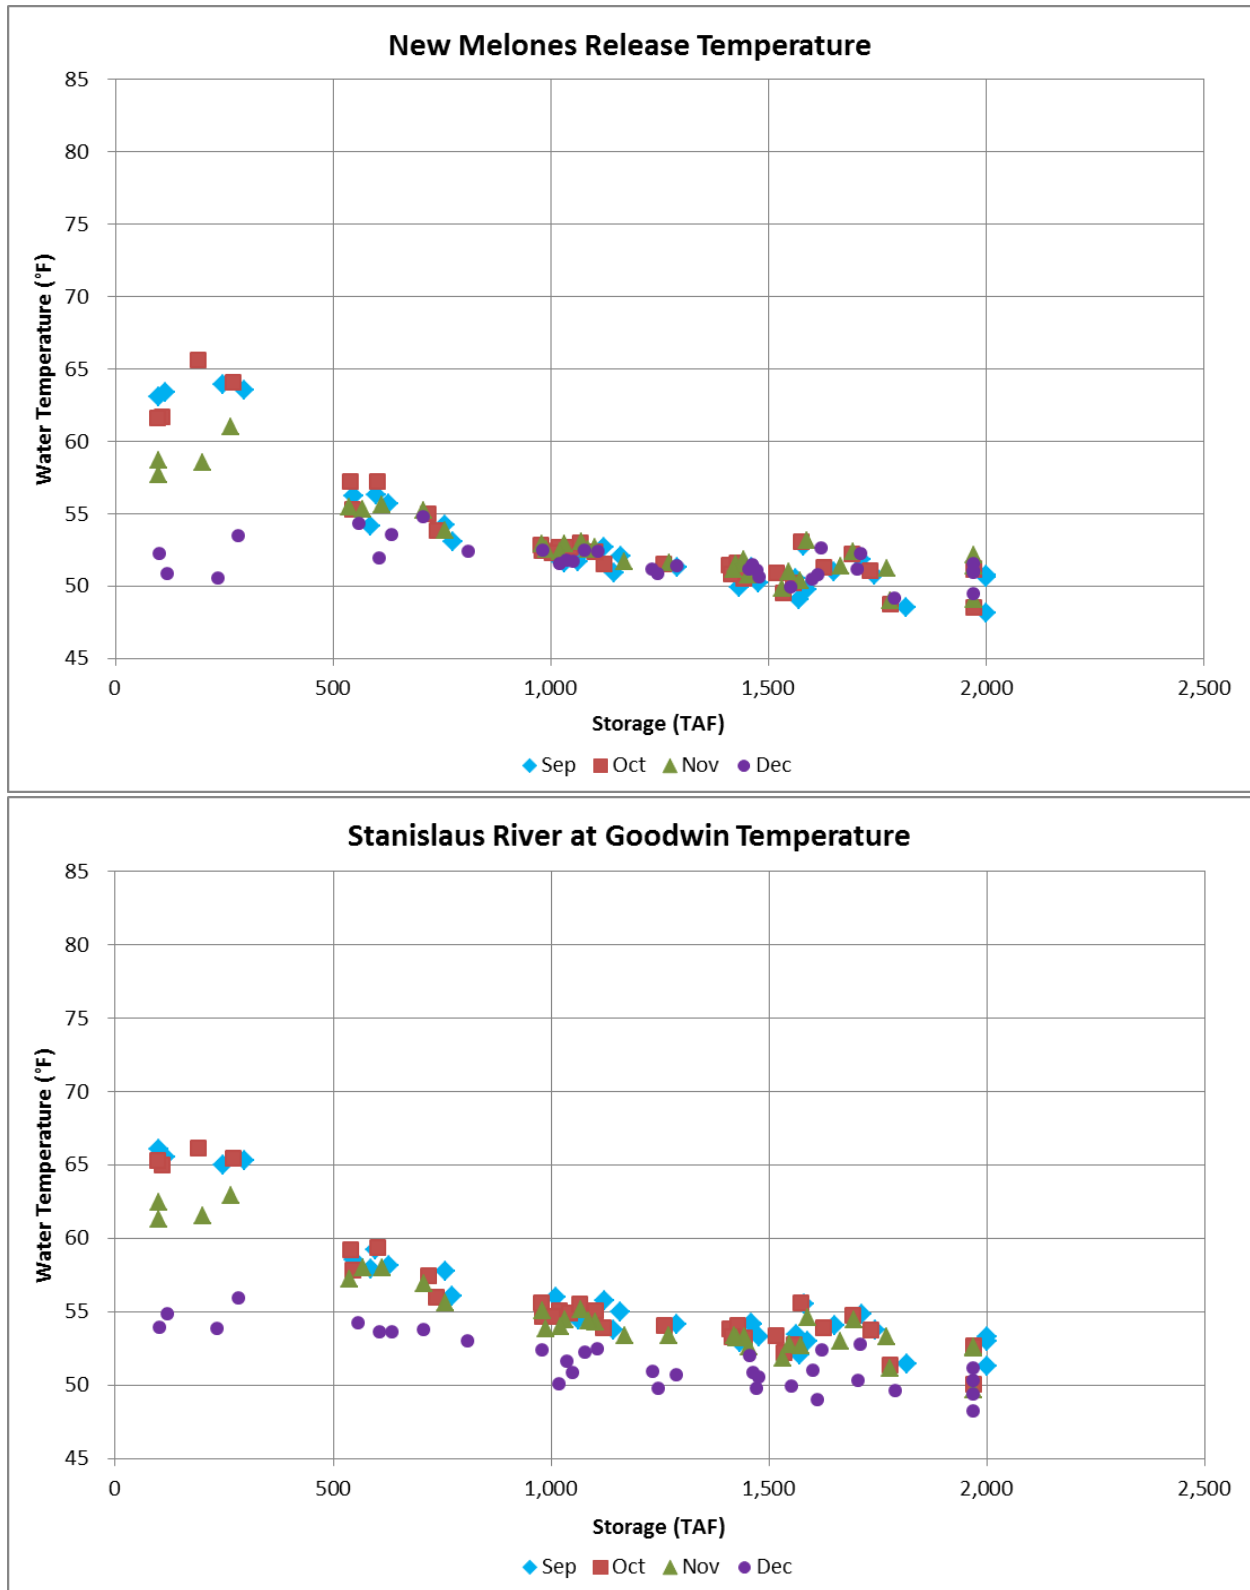 New Melones Release Temperature
85
80
75
70
65
60
55
50
45
Water Temperature (°F)
0 500 1,000 1,500 2,000 2,500
Storage (TAF)
Sep Oct Nov Dec
Stanislaus River at Goodwin Temperature
85
80
75
70
65
60
55
50
45
Water Temperature (°F)
0 500 1,000 1,500 2,000 2,500
Storage (TAF)
Sep Oct Nov Dec